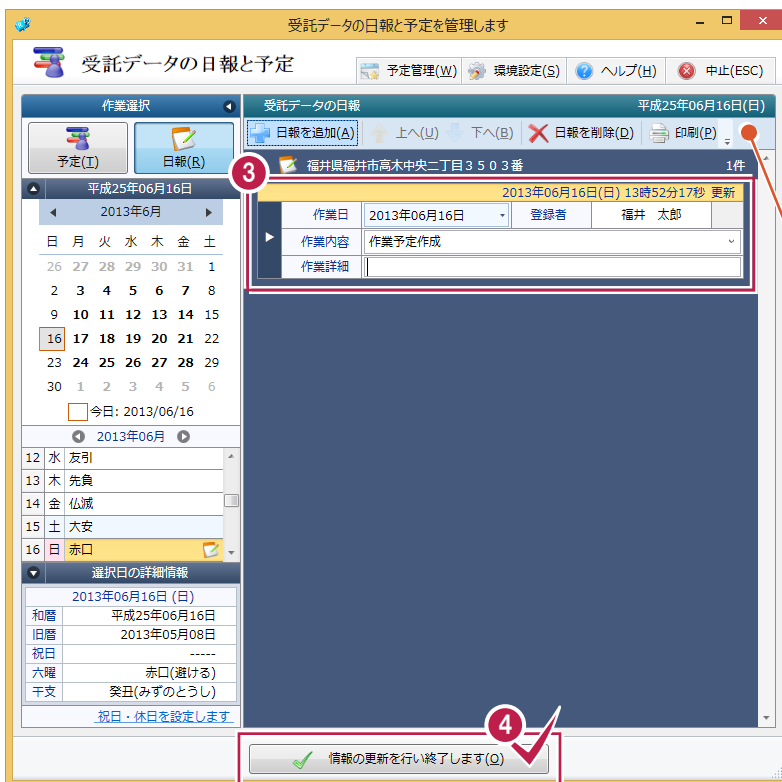 受託データの日報と予定を管理します
受託データの日報と予定
予定管理(W) 環境設定(S) ヘルプ(H) 中止(ESC)
作業選択
予定(T) 日報(R)
平成25年06月16日
2013年6月
日 月 火 水 木 金 土
26 27 28 29 30 31 1
2 3 4 5 6 7 8
9 10 11 12 13 14 15
16 17 18 19 20 21 22
23 24 25 26 27 28 29
30 1 2 3 4 5 6
今日: 2013/06/16
2013年06月
12 水 友引
13 木 先負
14 金 仏滅
15 土 大安
16 日 赤口
選択日の詳細情報
2013年06月16日 (日)
和暦 平成25年06月16日
旧暦 2013年05月08日
祝日 -----
六曜 赤口(避ける)
干支 癸丑(みずのとうし)
祝日・休日を設定します
受託データの日報 平成25年06月16日(日)
日報を追加(A) 上へ(U) 下へ(B) 日報を削除(D) 印刷(P)
3
福井県福井市高木中央二丁目3503番 1件
2013年06月16日(日) 13時52分17秒 更新
作業日 2013年06月16日 登録者 福井 太郎
作業内容 作業予定作成
作業詳細
4
情報の更新を行い終了します(O)